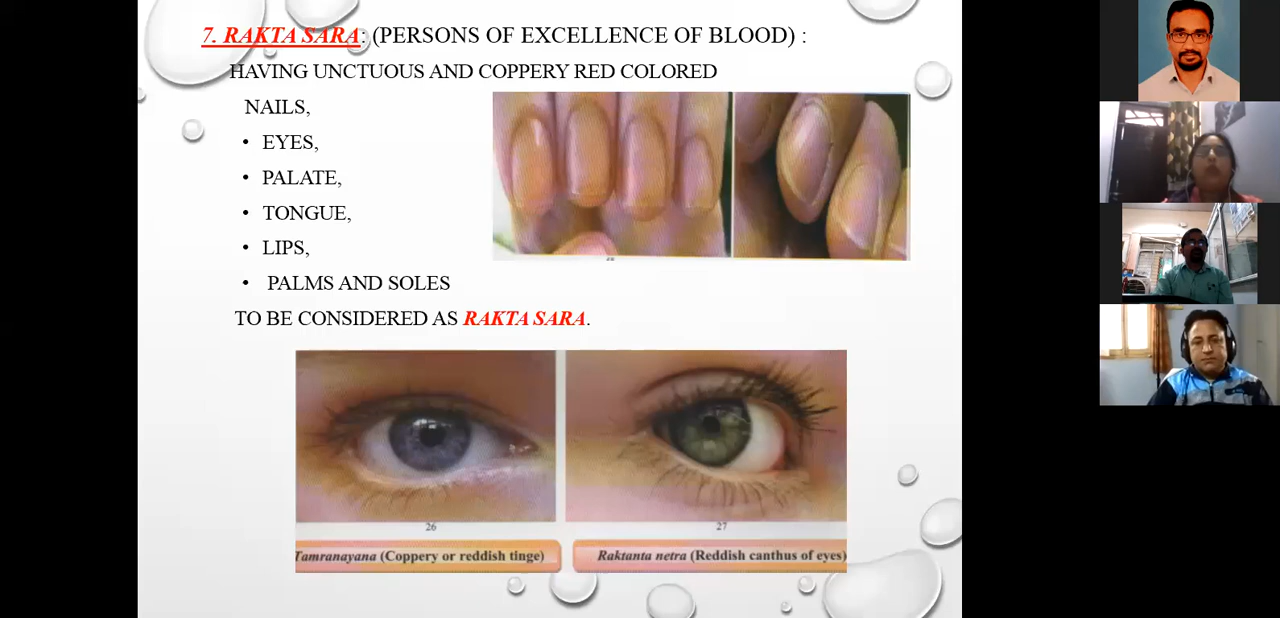 7. RAKTA SARA: (PERSONS OF EXCELLENCE OF BLOOD) :
HAVING UNCTUOUS AND COPPERY RED COLORED
NAILS,
• EYES,
• PALATE,
• TONGUE,
• LIPS,
• PALMS AND SOLES
TO BE CONSIDERED AS RAKTA SARA.
26
27
Tamranayana (Coppery or reddish tinge)
Raktanta netra (Reddish canthus of eyes)